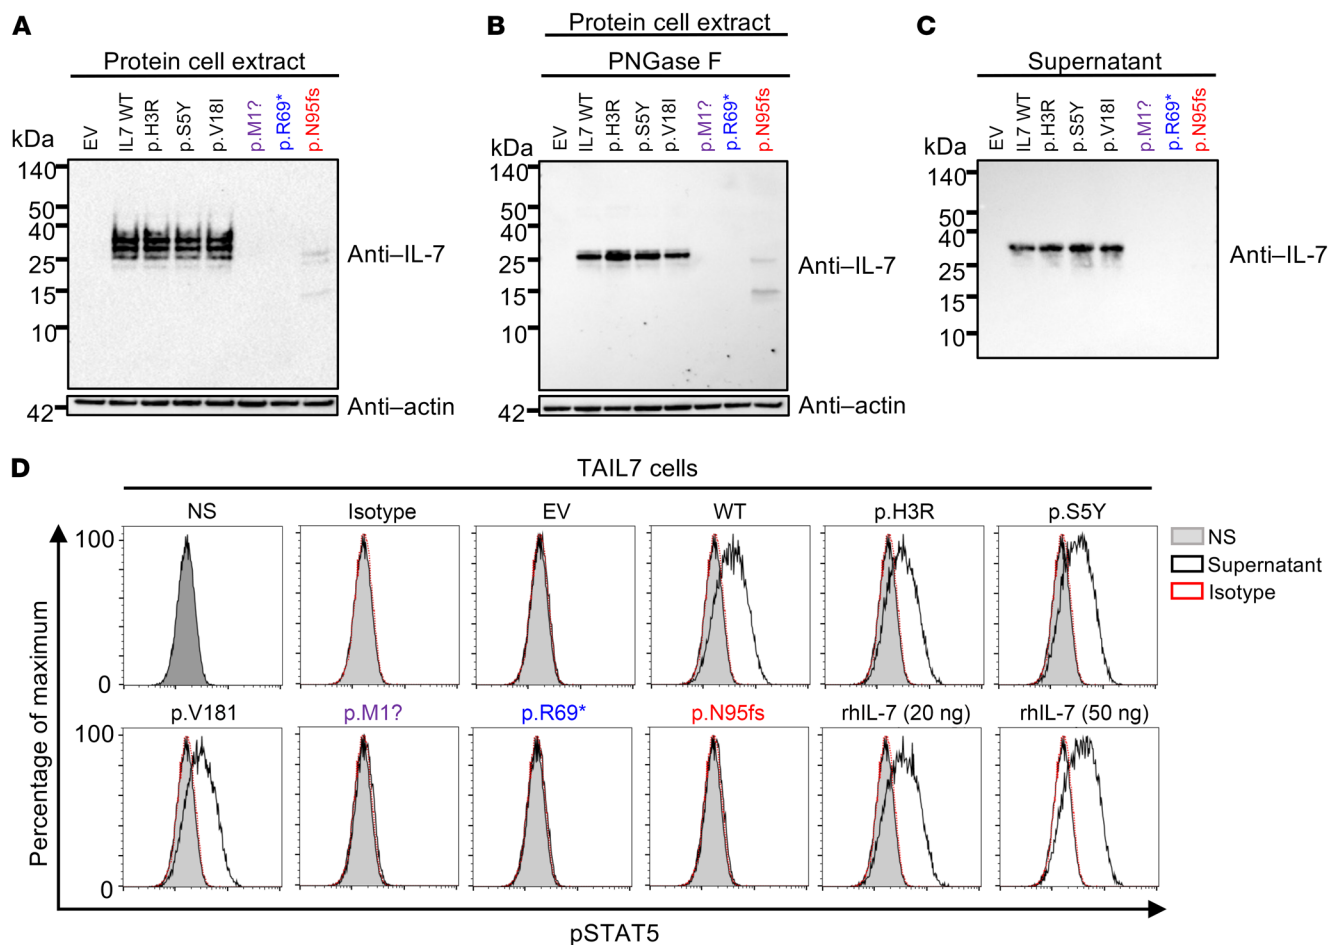 A
Protein cell extract
EV
IL7 WT
p.H3R
p.S5Y
p.V18I
p.M1?
p.R69*
p.N95fs
kDa
140
50
40
25
15
10
42
Anti–IL-7
Anti–actin
B
Protein cell extract
PNGase F
EV
IL7 WT
p.H3R
p.S5Y
p.V18I
p.M1?
p.R69*
p.N95fs
kDa
140
50
40
25
15
10
42
Anti–IL-7
Anti–actin
C
Supernatant
EV
IL7 WT
p.H3R
p.S5Y
p.V18I
p.M1?
p.R69*
p.N95fs
kDa
140
50
40
25
15
10
Anti–IL-7
D
TAIL7 cells
NS Isotype EV WT p.H3R p.S5Y
100
0
NS
Supernatant
Isotype
p.V181 p.M1? p.R69* p.N95fs rhIL-7 (20 ng) rhIL-7 (50 ng)
100
0
Percentage of maximum
pSTAT5